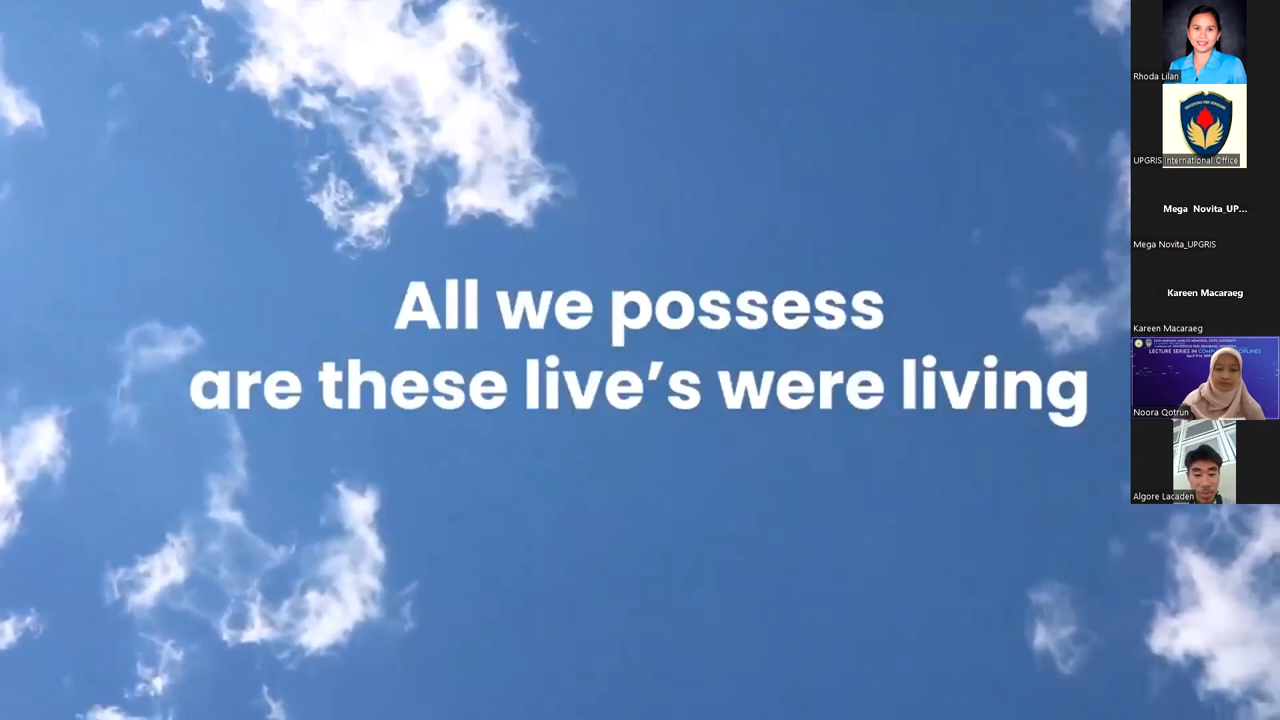 All we possess
are these live’s were living
Rhoda Lilan
UPGRIS International Office
Mega Novita_UP...
Mega Novita_UPGRIS
Kareen Macaraeg
Kareen Macaraeg
LECTURE SERIES IN
Noora Qotrun
Algore Lacaden